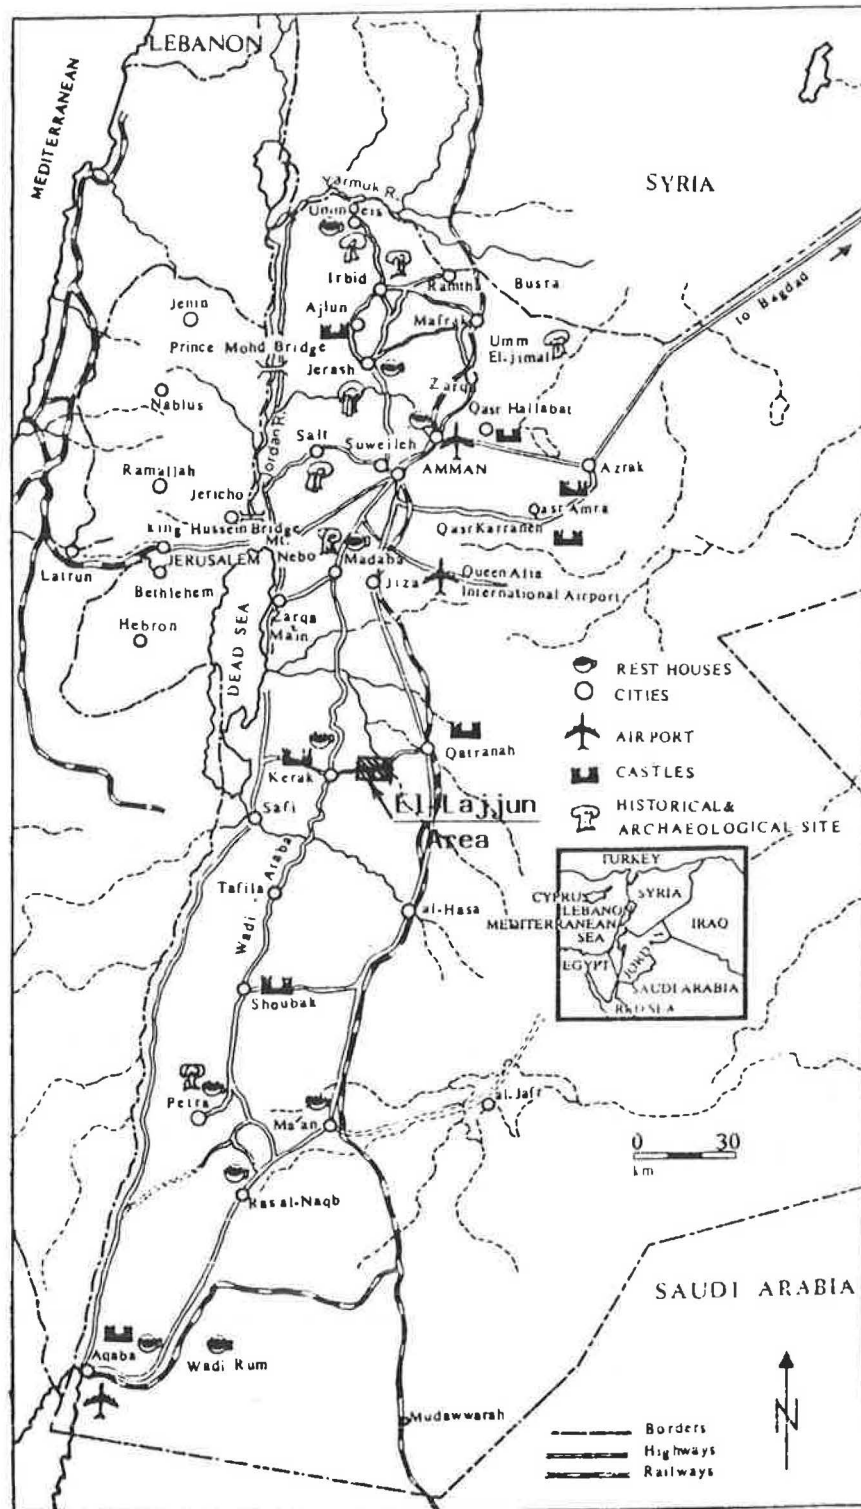 LEBANON
MEDITERRANEAN
SYRIA
Yarmuk R.
Irbid
Ramtha
Busra
to Bagdad
Jenin
Ajlun
Mafrak
Prince Mohd Bridge
Umm
El-jimal
Jerash
Nablus
Zarqa
Qasr Hallabat
Jordan R.
Salt
Suweileh
AMMAN
Azrak
Ramallah
Jericho
Qasr Amra
King Hussein Bridge
Qasr Karraneh
Mt.
Nebo
Latrun
JERUSALEM
Madaba
Jiza
Queen Alia
International Airport
Bethlehem
Zarqa
Ma'in
Hebron
DEAD SEA
REST HOUSES
CITIES
AIRPORT
CASTLES
HISTORICAL &
ARCHAEOLOGICAL SITE
Qatranah
Kerak
El-Lajjun
Area
Safi
Wadi Araba
Tafila
al-Hasa
TURKEY
CYPRUS
SYRIA
LEBANON
MEDITERRANEAN
SEA
IRAQ
EGYPT
JORDAN
SAUDI ARABIA
RED SEA
Shoubak
al-Jafr
Petra
Ma'an
0 30
km
Ras al-Naqb
SAUDI ARABIA
Aqaba
Wadi Rum
N
Mudawwarah
Borders
Highways
Railways